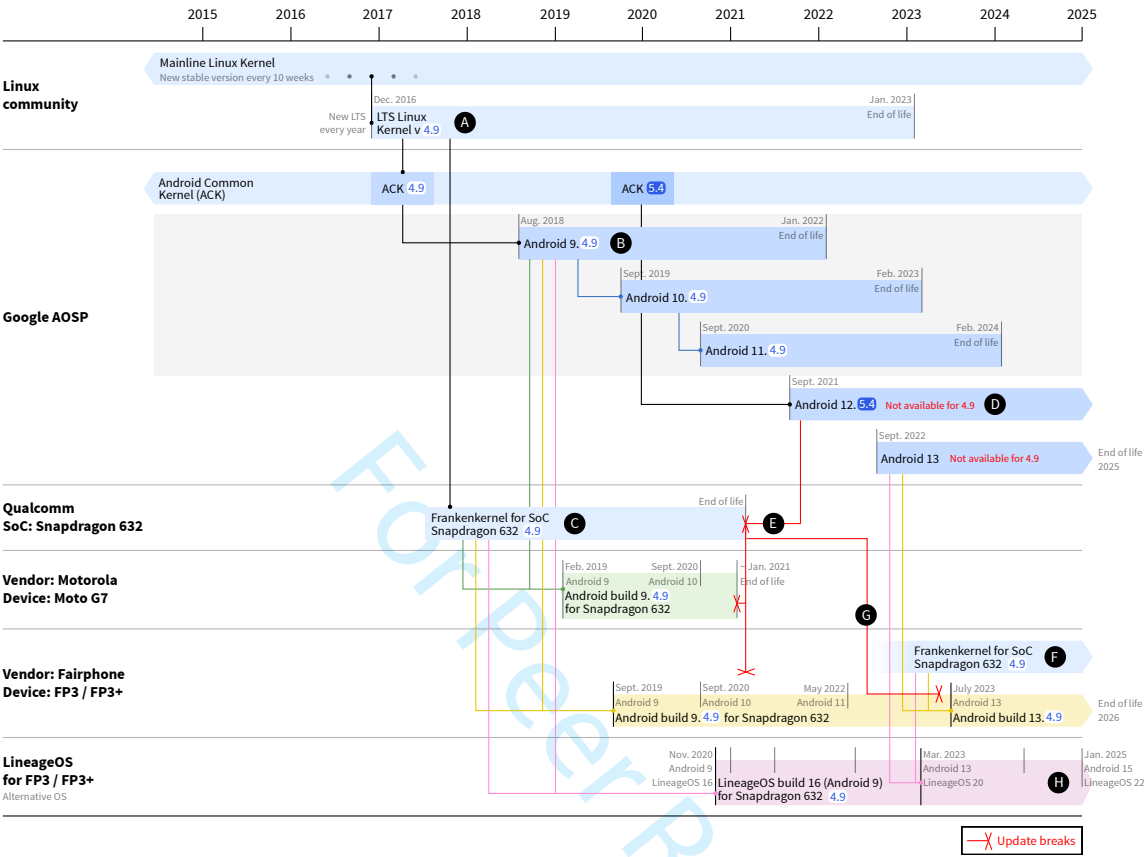 2015 2016 2017 2018 2019 2020 2021 2022 2023 2024 2025
Linux
community
Mainline Linux Kernel
New stable version every 10 weeks
Dec. 2016
Jan. 2023
End of life
New LTS
every year
LTS Linux
Kernel v 4.9
A
Google AOSP
Android Common
Kernel (ACK)
ACK 4.9
ACK 5.4
Aug. 2018
Jan. 2022
End of life
Android 9. 4.9
B
Sept. 2019
Feb. 2023
End of life
Android 10. 4.9
Sept. 2020
Feb. 2024
End of life
Android 11. 4.9
Sept. 2021
Android 12. 5.4 Not available for 4.9
D
Sept. 2022
Android 13 Not available for 4.9
End of life
2025
Qualcomm
SoC: Snapdragon 632
End of life
Frankenkernel for SoC
Snapdragon 632 4.9
C
E
Vendor: Motorola
Device: Moto G7
Feb. 2019
Android 9
Sept. 2020
Android 10
~Jan. 2021
End of life
Android build 9. 4.9
for Snapdragon 632
G
Vendor: Fairphone
Device: FP3 / FP3+
Frankenkernel for SoC
Snapdragon 632 4.9
F
Sept. 2019
Android 9
Sept. 2020
Android 10
May 2022
Android 11
July 2023
Android 13
Android build 9. 4.9 for Snapdragon 632
Android build 13. 4.9
End of life
2026
LineageOS
for FP3 / FP3+
Alternative OS
Nov. 2020
Android 9
LineageOS 16
Mar. 2023
Android 13
LineageOS 20
Jan. 2025
Android 15
LineageOS 22
LineageOS build 16 (Android 9)
for Snapdragon 632 4.9
H
Update breaks
For Peer R